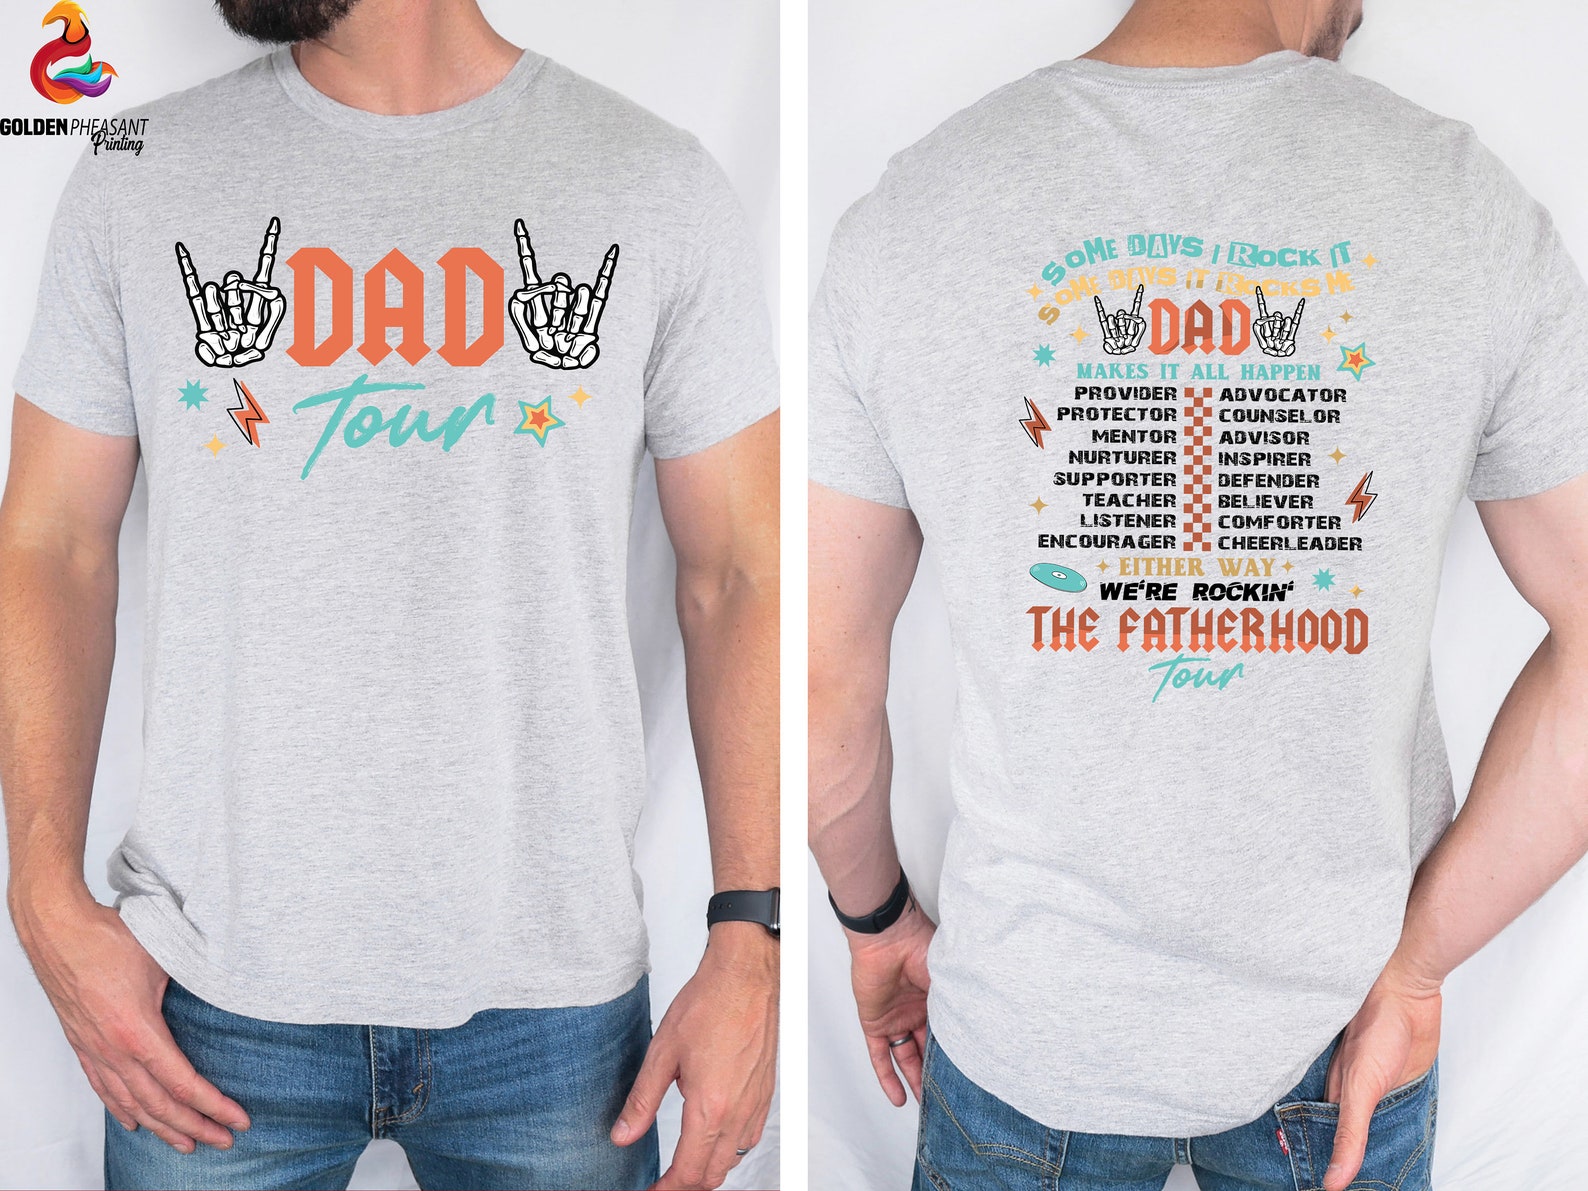 GOLDEN PHEASANT
Printing
DAD
Tour
SOME DAYS I ROCK IT
SOME DAYS IT ROCKS ME
DAD
MAKES IT ALL HAPPEN
PROVIDER ADVOCATOR
PROTECTOR COUNSELOR
MENTOR ADVISOR
NURTURER INSPIRER
SUPPORTER DEFENDER
TEACHER BELIEVER
LISTENER COMFORTER
ENCOURAGER CHEERLEADER
EITHER WAY
WE'RE ROCKIN'
THE FATHERHOOD
Tour